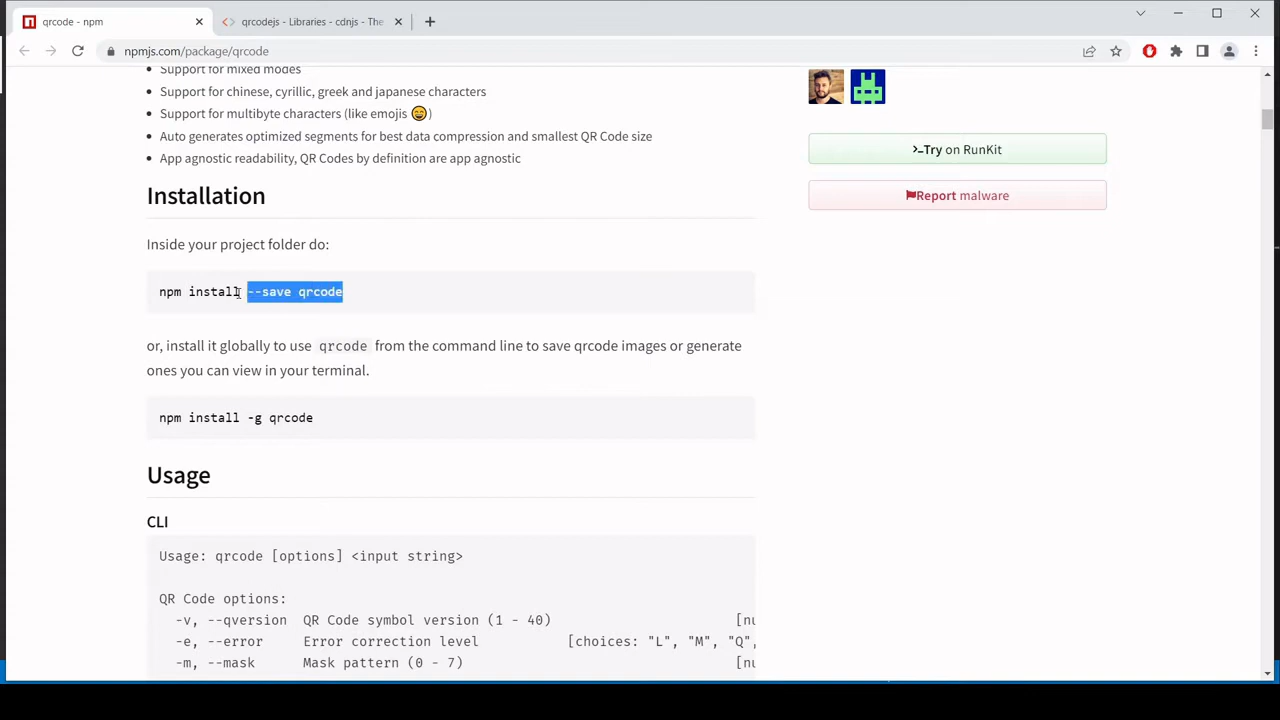 qrcode - npm
qrcodejs - Libraries - cdnjs - The
npmjs.com/package/qrcode
Support for mixed modes
Support for chinese, cyrillic, greek and japanese characters
Support for multibyte characters (like emojis 😄)
Auto generates optimized segments for best data compression and smallest QR Code size
App agnostic readability, QR Codes by definition are app agnostic
>_Try on RunKit
Report malware
Installation
Inside your project folder do:
npm install --save qrcode
or, install it globally to use qrcode from the command line to save qrcode images or generate
ones you can view in your terminal.
npm install -g qrcode
Usage
CLI
Usage: qrcode [options] <input string>
QR Code options:
-v, --qversion QR Code symbol version (1 - 40) [nu
-e, --error Error correction level [choices: "L", "M", "Q",
-m, --mask Mask pattern (0 - 7) [nu